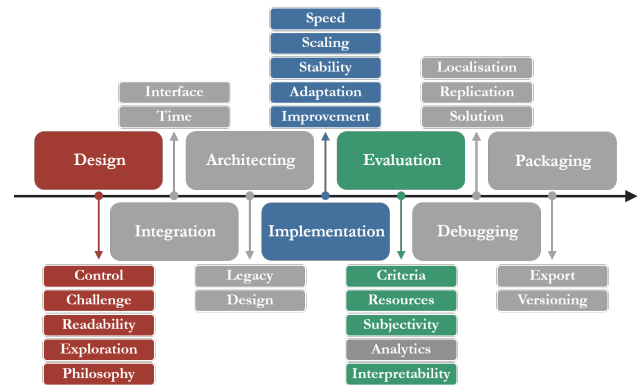 Speed
Scaling
Stability
Adaptation
Improvement
Localisation
Replication
Solution
Interface
Time
Design
Architecting
Evaluation
Packaging
Integration
Implementation
Debugging
Control
Challenge
Readability
Exploration
Philosophy
Legacy
Design
Criteria
Resources
Subjectivity
Analytics
Interpretability
Export
Versioning